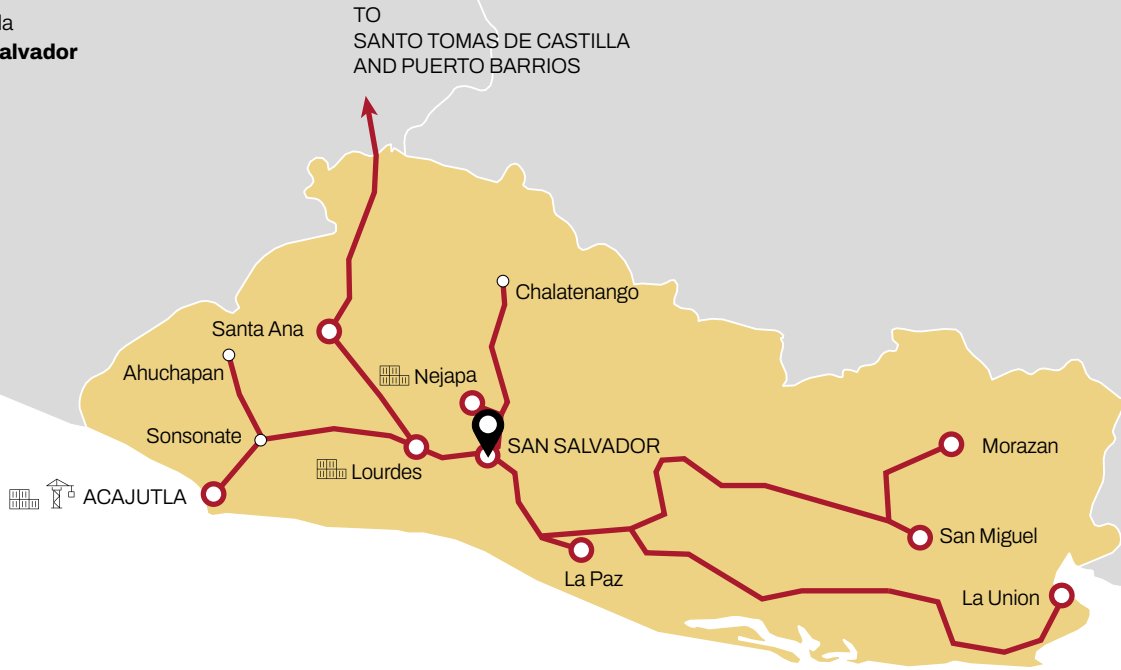 la
alvador
TO
SANTO TOMAS DE CASTILLA
AND PUERTO BARRIOS
Chalatenango
Santa Ana
Ahuchapan
Nejapa
Sonsonate
SAN SALVADOR
Morazan
Lourdes
ACAJUTLA
San Miguel
La Paz
La Union